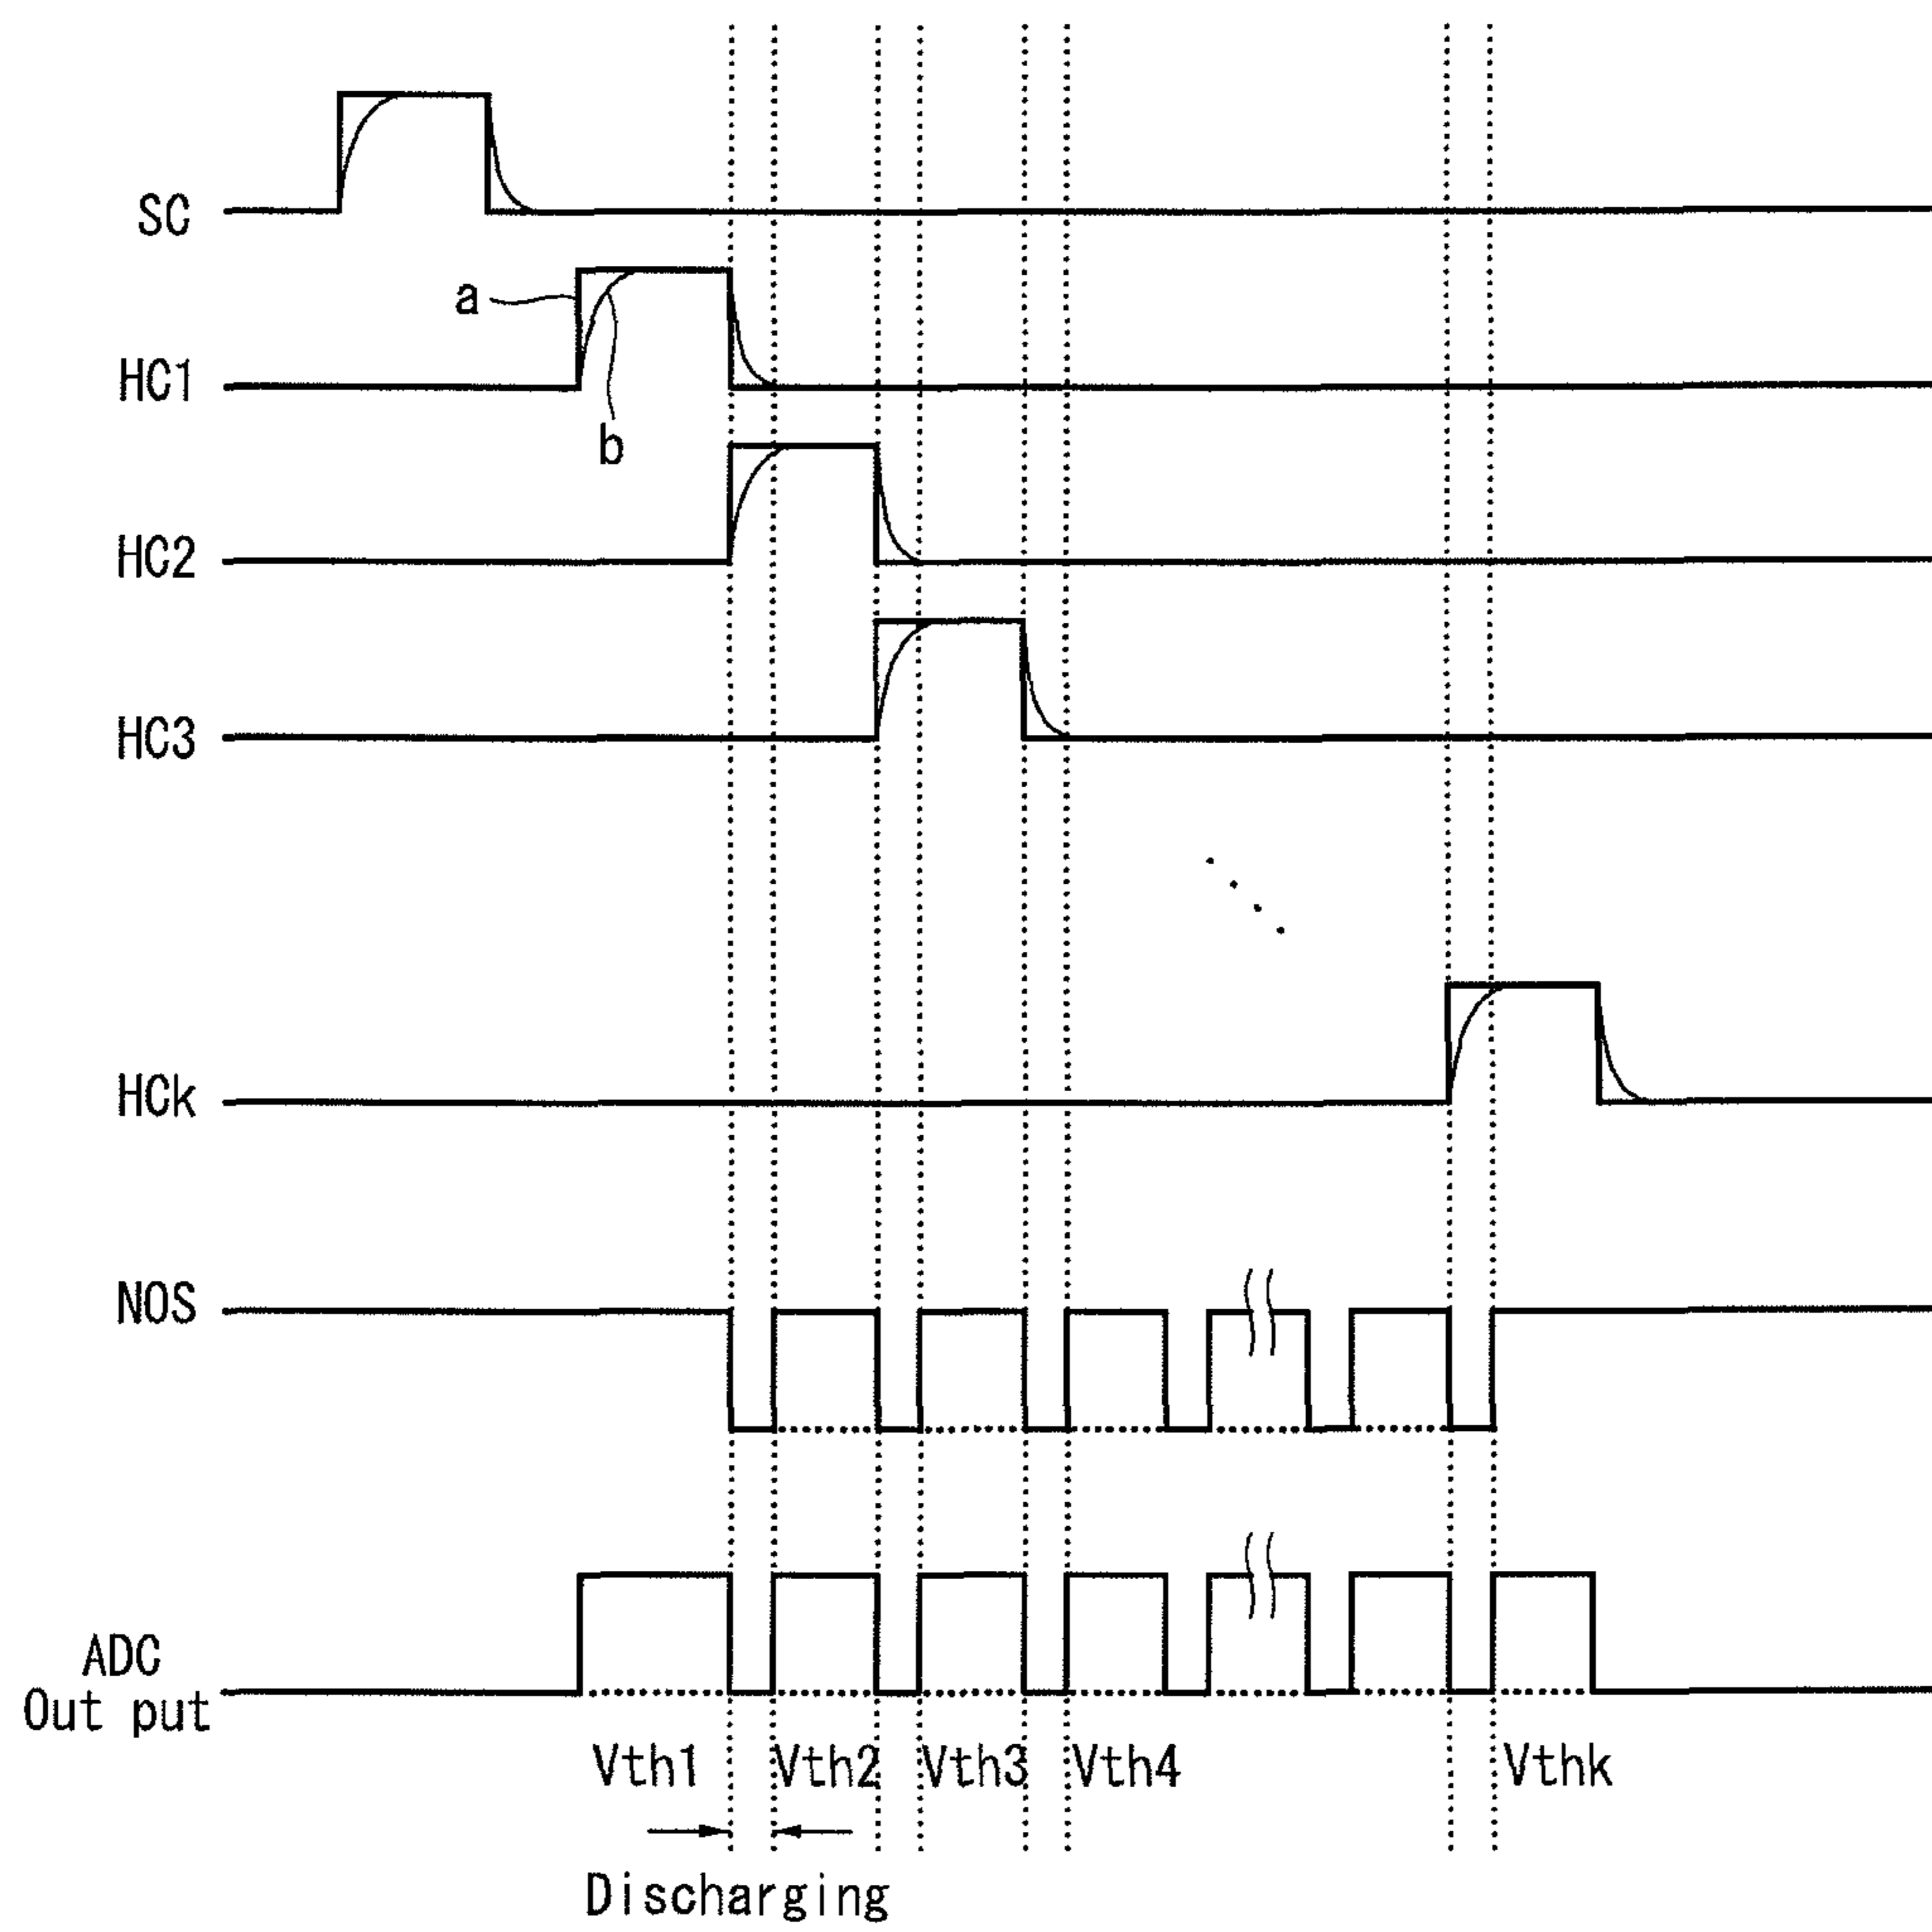 SC
a
HC1
b
HC2
HC3
HCk
NOS
ADC
Out put
Vth1 Vth2 Vth3 Vth4 Vthk
Discharging